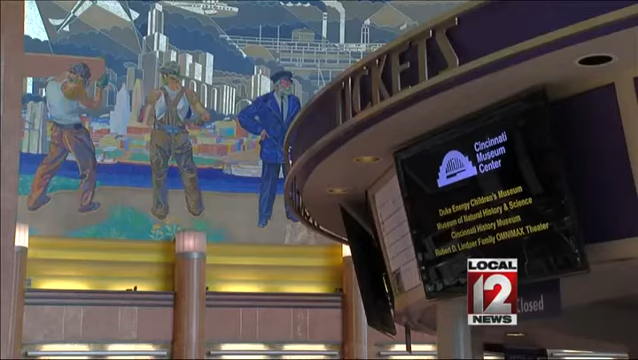 TICKETS
Cincinnati
Museum
Center
Duke Energy Children's Museum
Museum of Natural History & Science
Cincinnati History Museum
Robert D. Lindner Family OMNIMAX Theater
Closed
LOCAL
12
NEWS